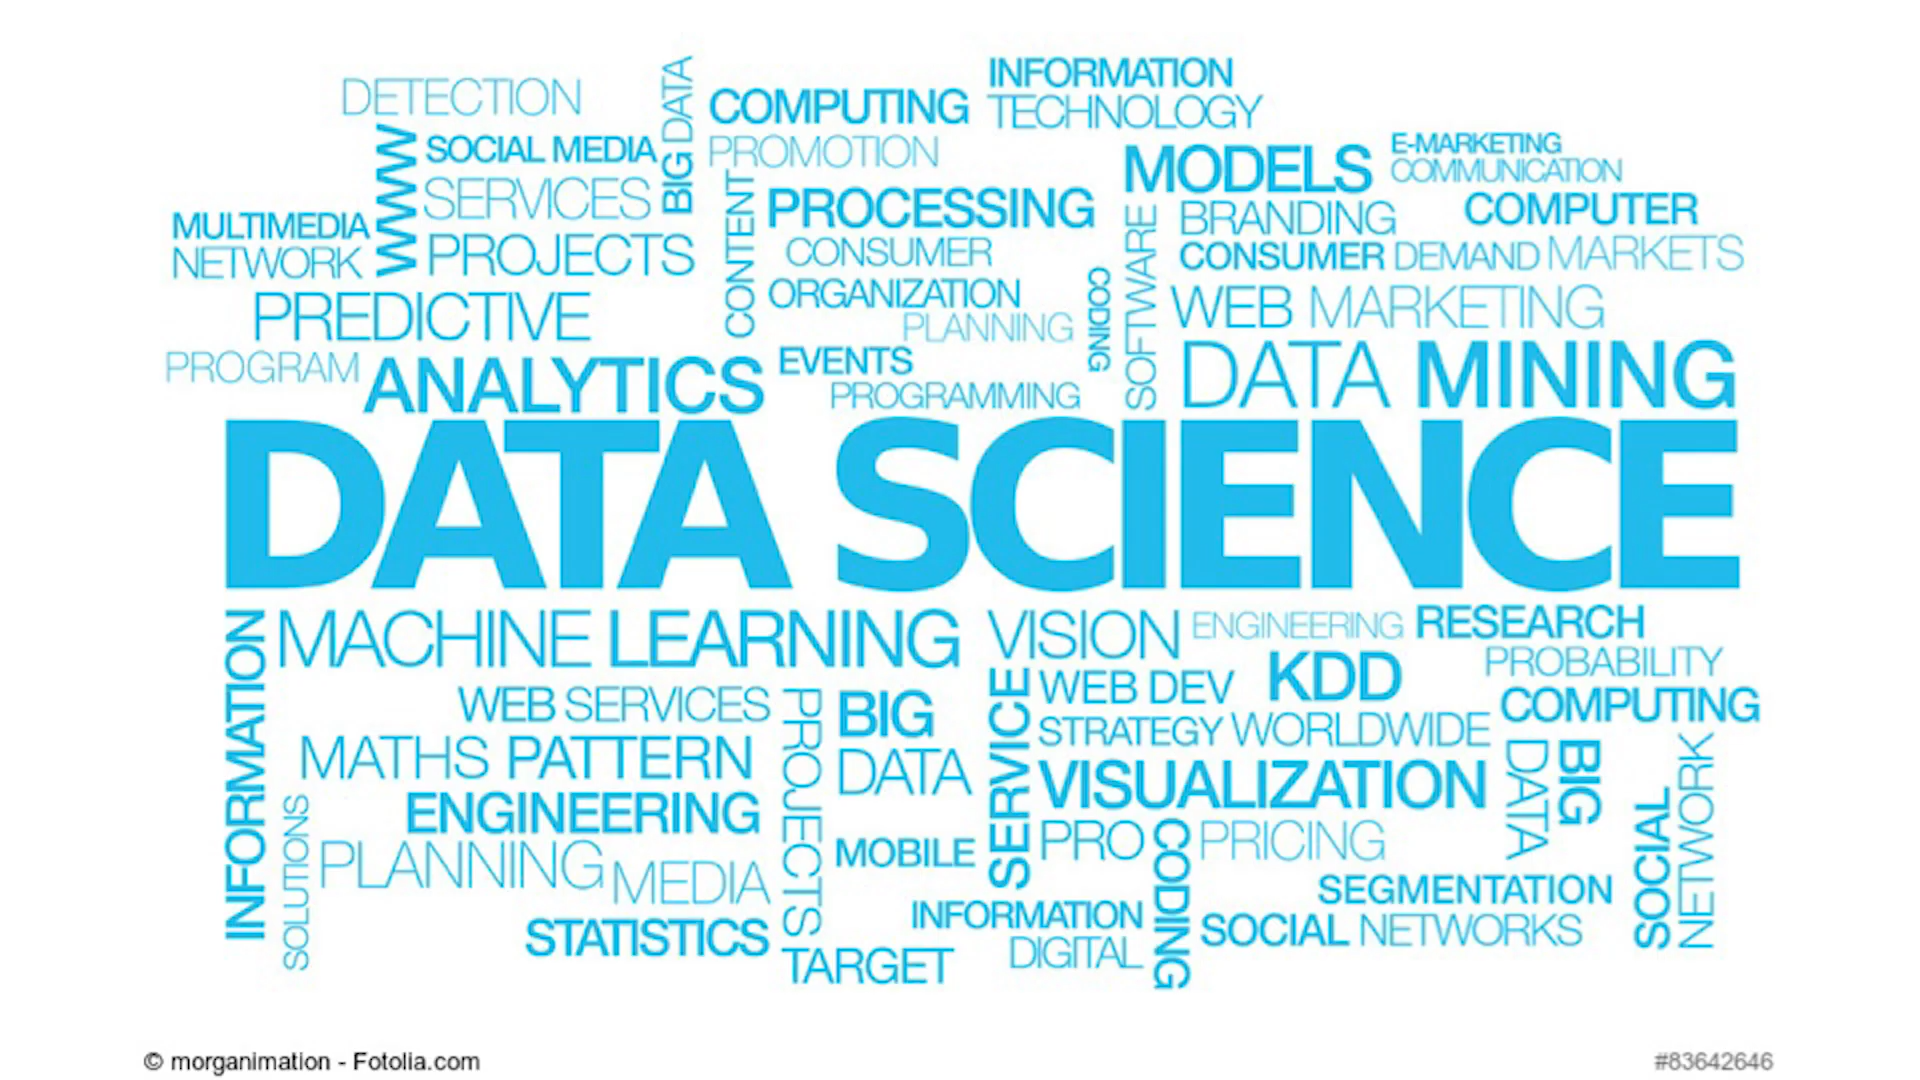 DETECTION
BIG DATA
COMPUTING
INFORMATION
TECHNOLOGY
WWW
SOCIAL MEDIA
PROMOTION
MODELS
E-MARKETING
COMMUNICATION
MULTIMEDIA
NETWORK
SERVICES
PROJECTS
CONTENT
PROCESSING
CONSUMER
ORGANIZATION
PLANNING
CODING
SOFTWARE
BRANDING
COMPUTER
CONSUMER DEMAND MARKETS
WEB MARKETING
PREDICTIVE
PROGRAM
ANALYTICS
EVENTS
PROGRAMMING
DATA MINING
DATA SCIENCE
INFORMATION
MACHINE LEARNING
VISION
ENGINEERING
RESEARCH
PROBABILITY
WEB SERVICES
PROJECTS
BIG
DATA
SERVICE
WEB DEV
KDD
COMPUTING
STRATEGY WORLDWIDE
MATHS PATTERN
VISUALIZATION
BIG
DATA
SOCIAL
NETWORK
SOLUTIONS
ENGINEERING
PLANNING
MEDIA
MOBILE
PRO
CODING
PRICING
SEGMENTATION
STATISTICS
INFORMATION
DIGITAL
SOCIAL NETWORKS
TARGET
© morganimation - Fotolia.com
#83642646